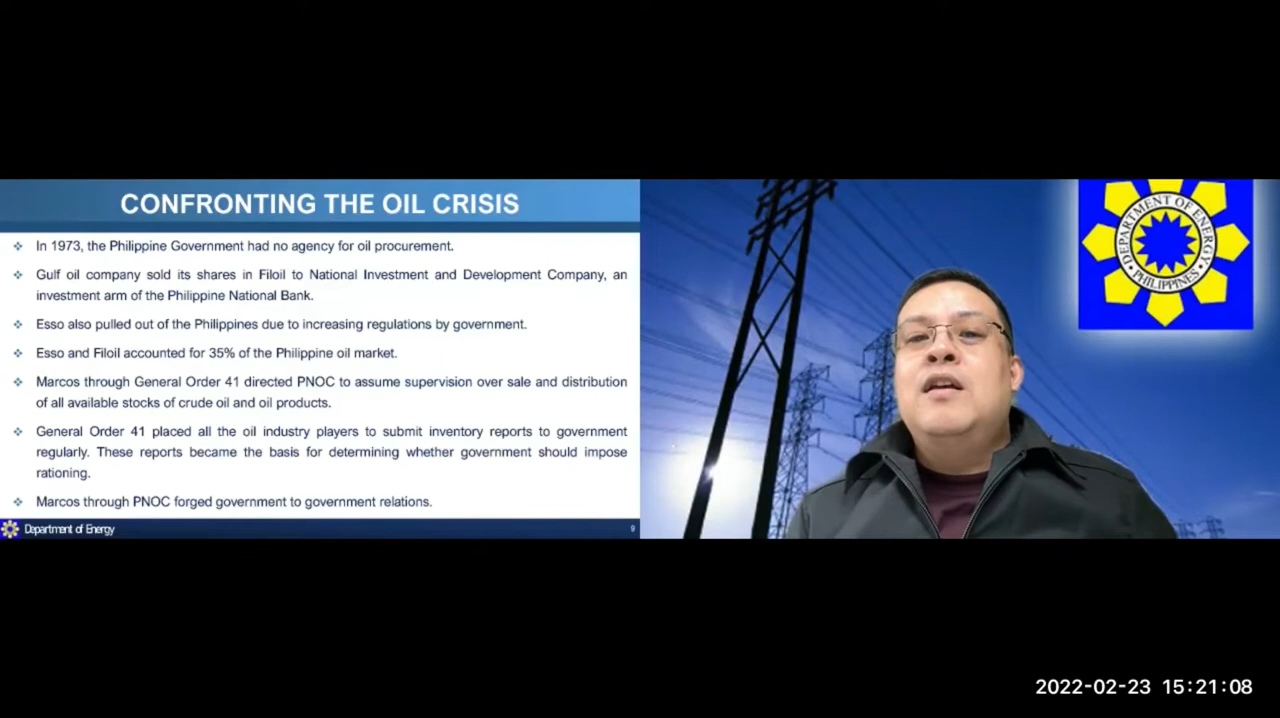 CONFRONTING THE OIL CRISIS
In 1973, the Philippine Government had no agency for oil procurement.
Gulf oil company sold its shares in Filoil to National Investment and Development Company, an
investment arm of the Philippine National Bank.
Esso also pulled out of the Philippines due to increasing regulations by government.
Esso and Filoil accounted for 35% of the Philippine oil market.
Marcos through General Order 41 directed PNOC to assume supervision over sale and distribution
of all available stocks of crude oil and oil products.
General Order 41 placed all the oil industry players to submit inventory reports to government
regularly. These reports became the basis for determining whether government should impose
rationing.
Marcos through PNOC forged government to government relations.
Department of Energy
9
DEPARTMENT OF ENERGY
PHILIPPINES
2022-02-23 15:21:08